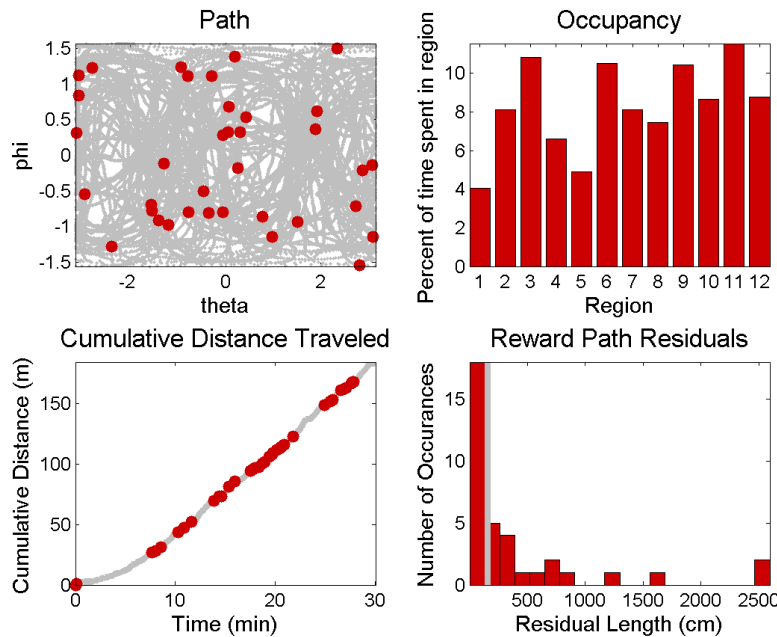 Path
Occupancy
1.5
1
0.5
0
-0.5
-1
-1.5
phi
-2
0
2
theta
10
8
6
4
2
0
Percent of time spent in region
1 2 3 4 5 6 7 8 9 10 11 12
Region
Cumulative Distance Traveled
Reward Path Residuals
150
100
50
0
Cumulative Distance (m)
0
10
20
30
Time (min)
15
10
5
0
Number of Occurances
500
1000
1500
2000
2500
Residual Length (cm)